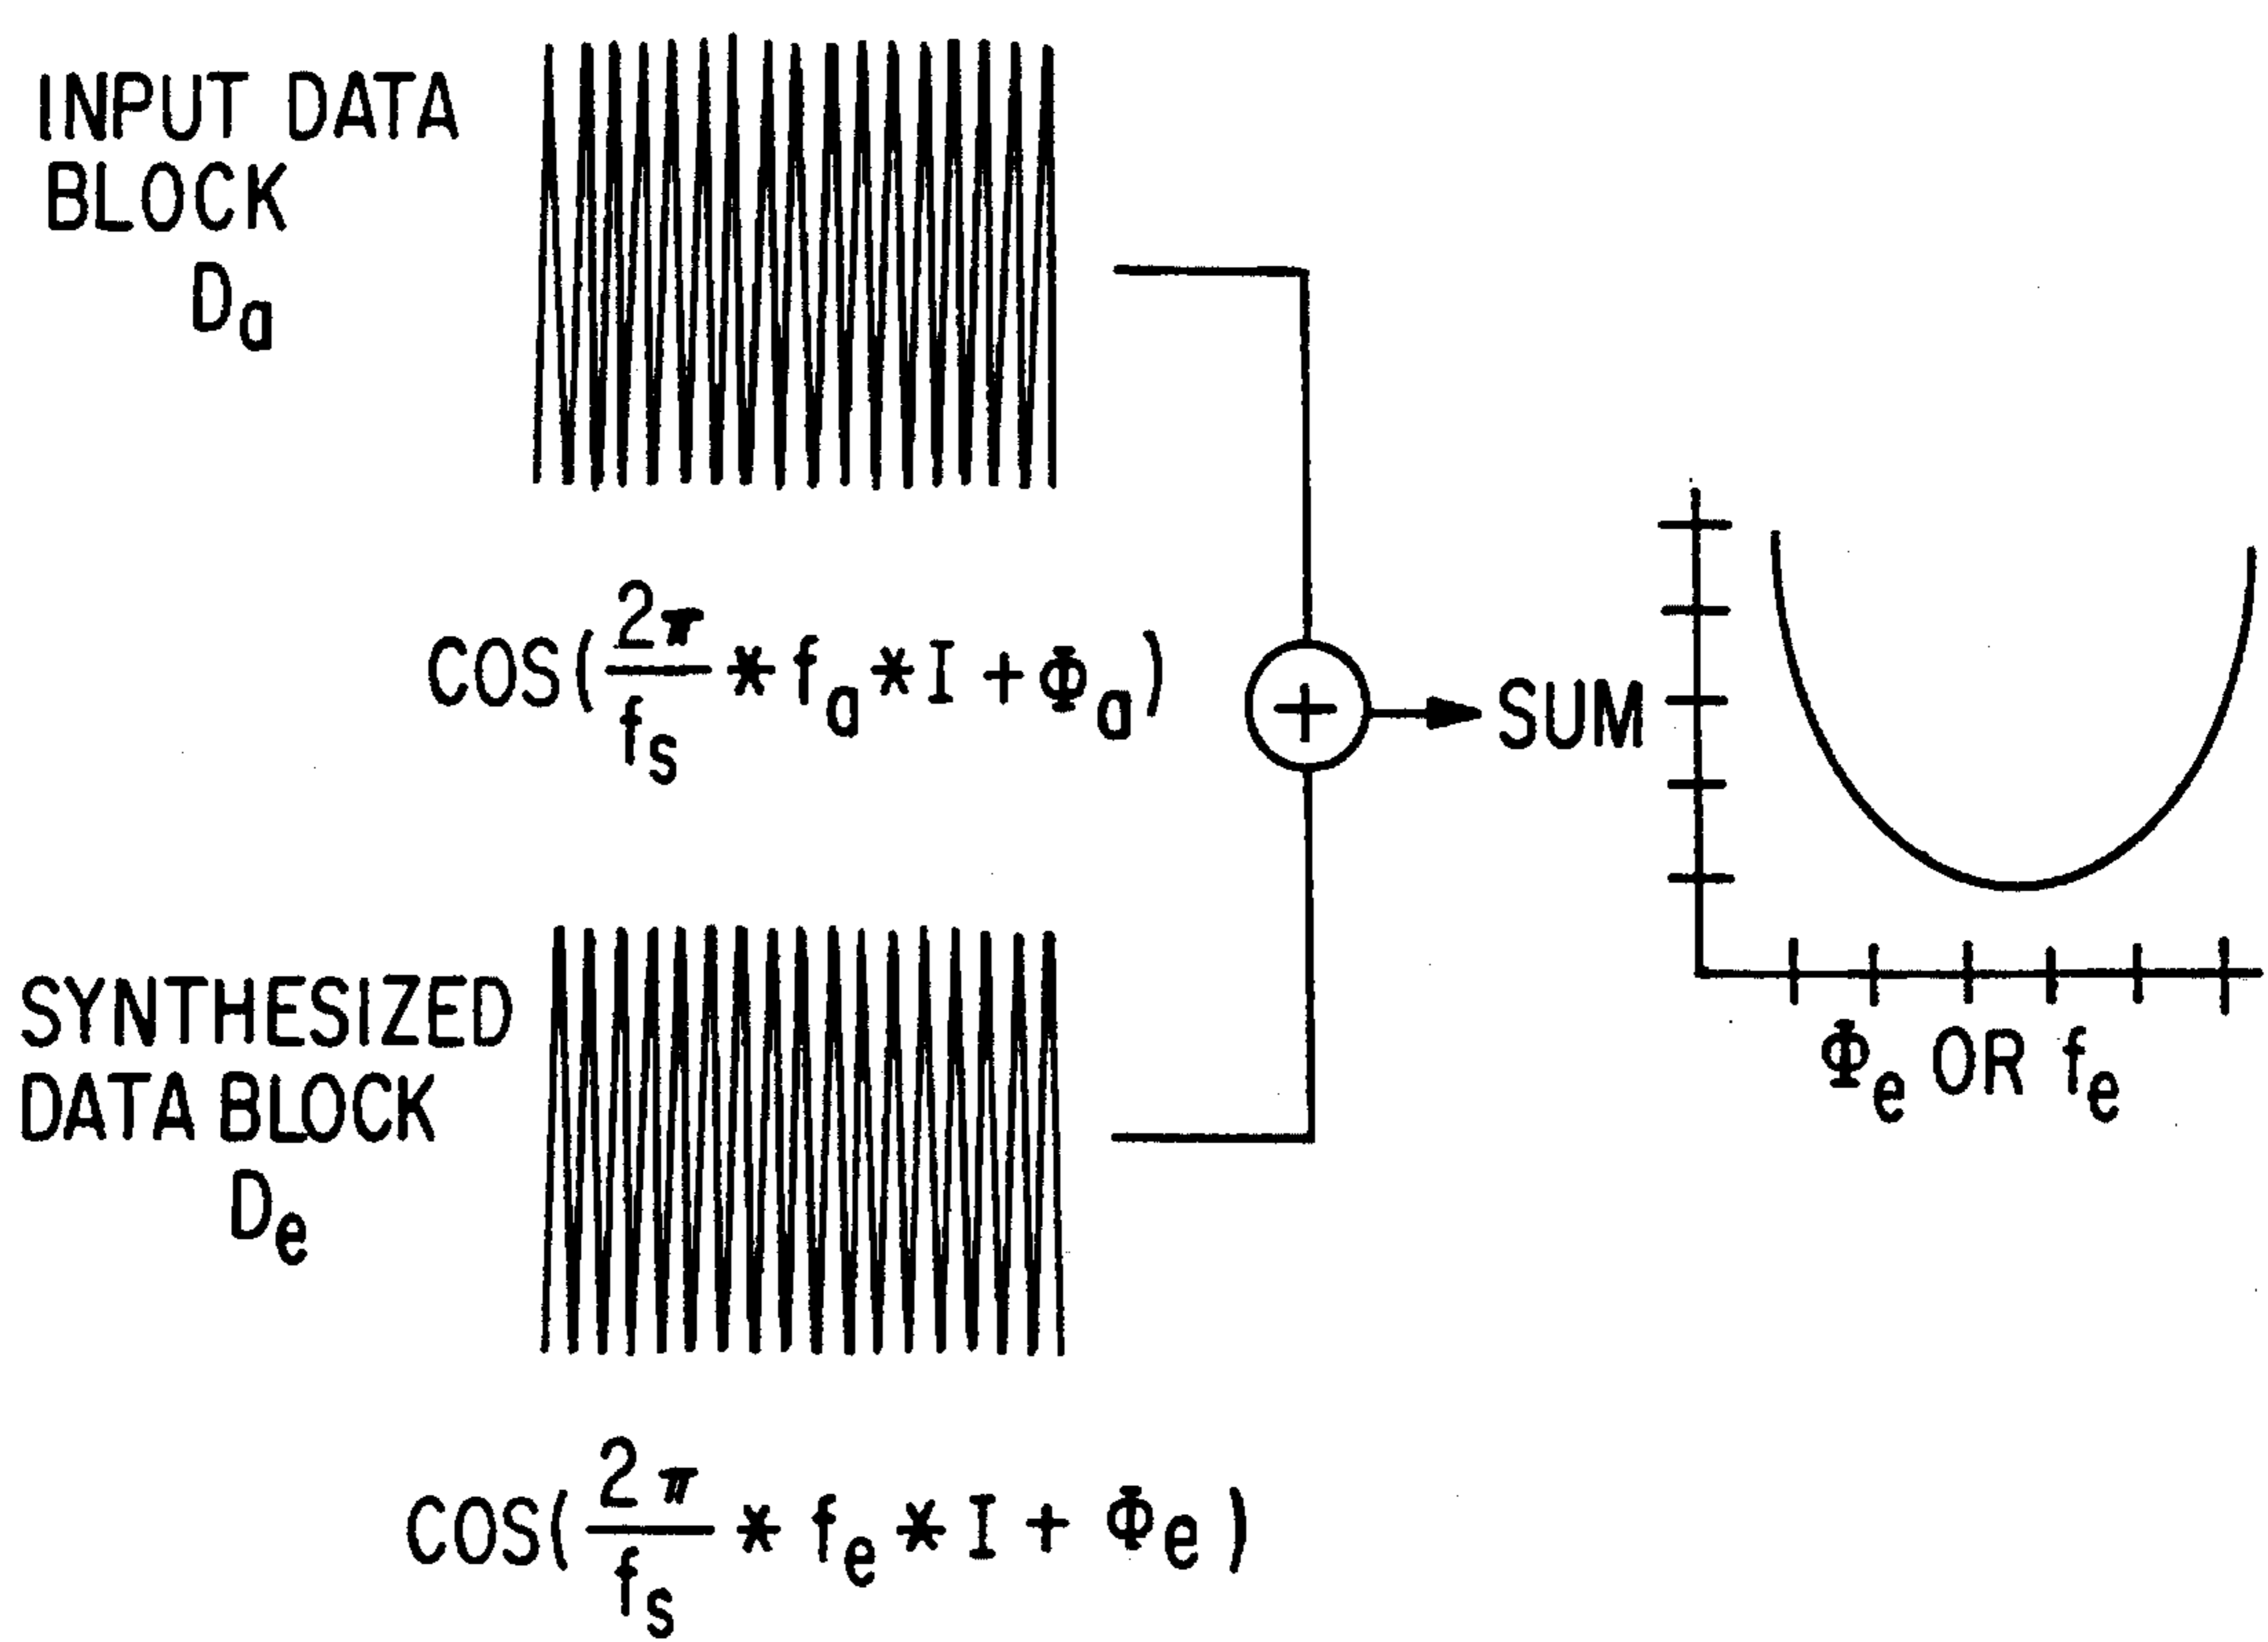 INPUT DATA
BLOCK
Da
COS(2π/fs * fa * I + Φa)
+
SUM
Φe OR fe
SYNTHESIZED
DATA BLOCK
De
COS(2π/fs * fe * I + Φe)